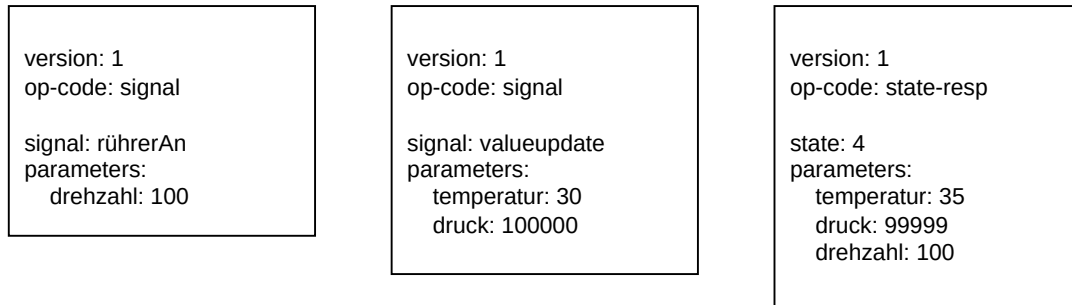 version: 1
op-code: signal
signal: rührerAn
parameters:
drehzahl: 100
version: 1
op-code: signal
signal: valueupdate
parameters:
temperatur: 30
druck: 100000
version: 1
op-code: state-resp
state: 4
parameters:
temperatur: 35
druck: 99999
drehzahl: 100